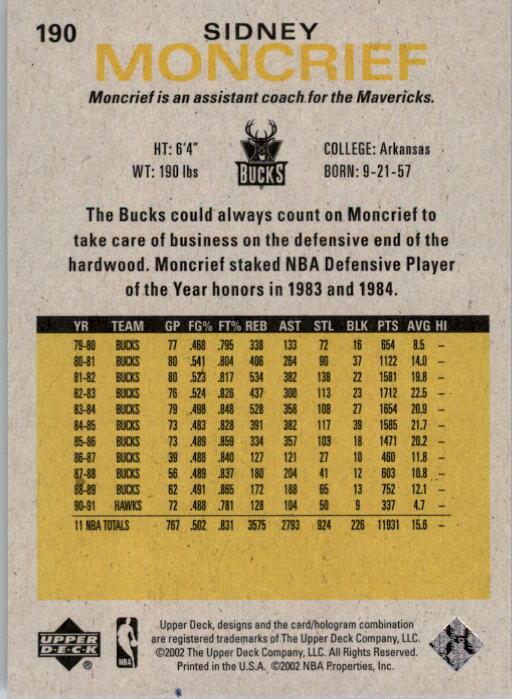 190
SIDNEY
MONCRIEF
Moncrief is an assistant coach for the Mavericks.
HT: 6'4"
WT: 190 lbs
BUCKS
COLLEGE: Arkansas
BORN: 9-21-57
The Bucks could always count on Moncrief to
take care of business on the defensive end of the
hardwood. Moncrief staked NBA Defensive Player
of the Year honors in 1983 and 1984.
YR TEAM GP FG% FT% REB AST STL BLK PTS AVG HI
79-80 BUCKS 77 .468 .795 338 133 72 16 654 8.5 –
80-81 BUCKS 80 .541 .804 406 264 90 37 1122 14.0 –
81-82 BUCKS 80 .523 .817 534 382 138 22 1581 19.8 –
82-83 BUCKS 76 .524 .826 437 300 113 23 1712 22.5 –
83-84 BUCKS 79 .498 .848 528 358 108 27 1654 20.9 –
84-85 BUCKS 73 .483 .828 391 382 117 39 1585 21.7 –
85-86 BUCKS 73 .489 .859 334 357 103 18 1471 20.2 –
86-87 BUCKS 39 .488 .840 127 121 27 10 460 11.8 –
87-88 BUCKS 56 .489 .837 180 204 41 12 603 10.8 –
88-89 BUCKS 62 .491 .865 172 188 65 13 752 12.1 –
90-91 HAWKS 72 .488 .781 128 104 50 9 337 4.7 –
11 NBA TOTALS 767 .502 .831 3575 2793 924 226 11931 15.6 –
UPPER
DECK
®
NBA
Upper Deck, designs and the card/hologram combination
are registered trademarks of The Upper Deck Company, LLC.
©2002 The Upper Deck Company, LLC. All Rights Reserved.
Printed in the U.S.A. ©2002 NBA Properties, Inc.